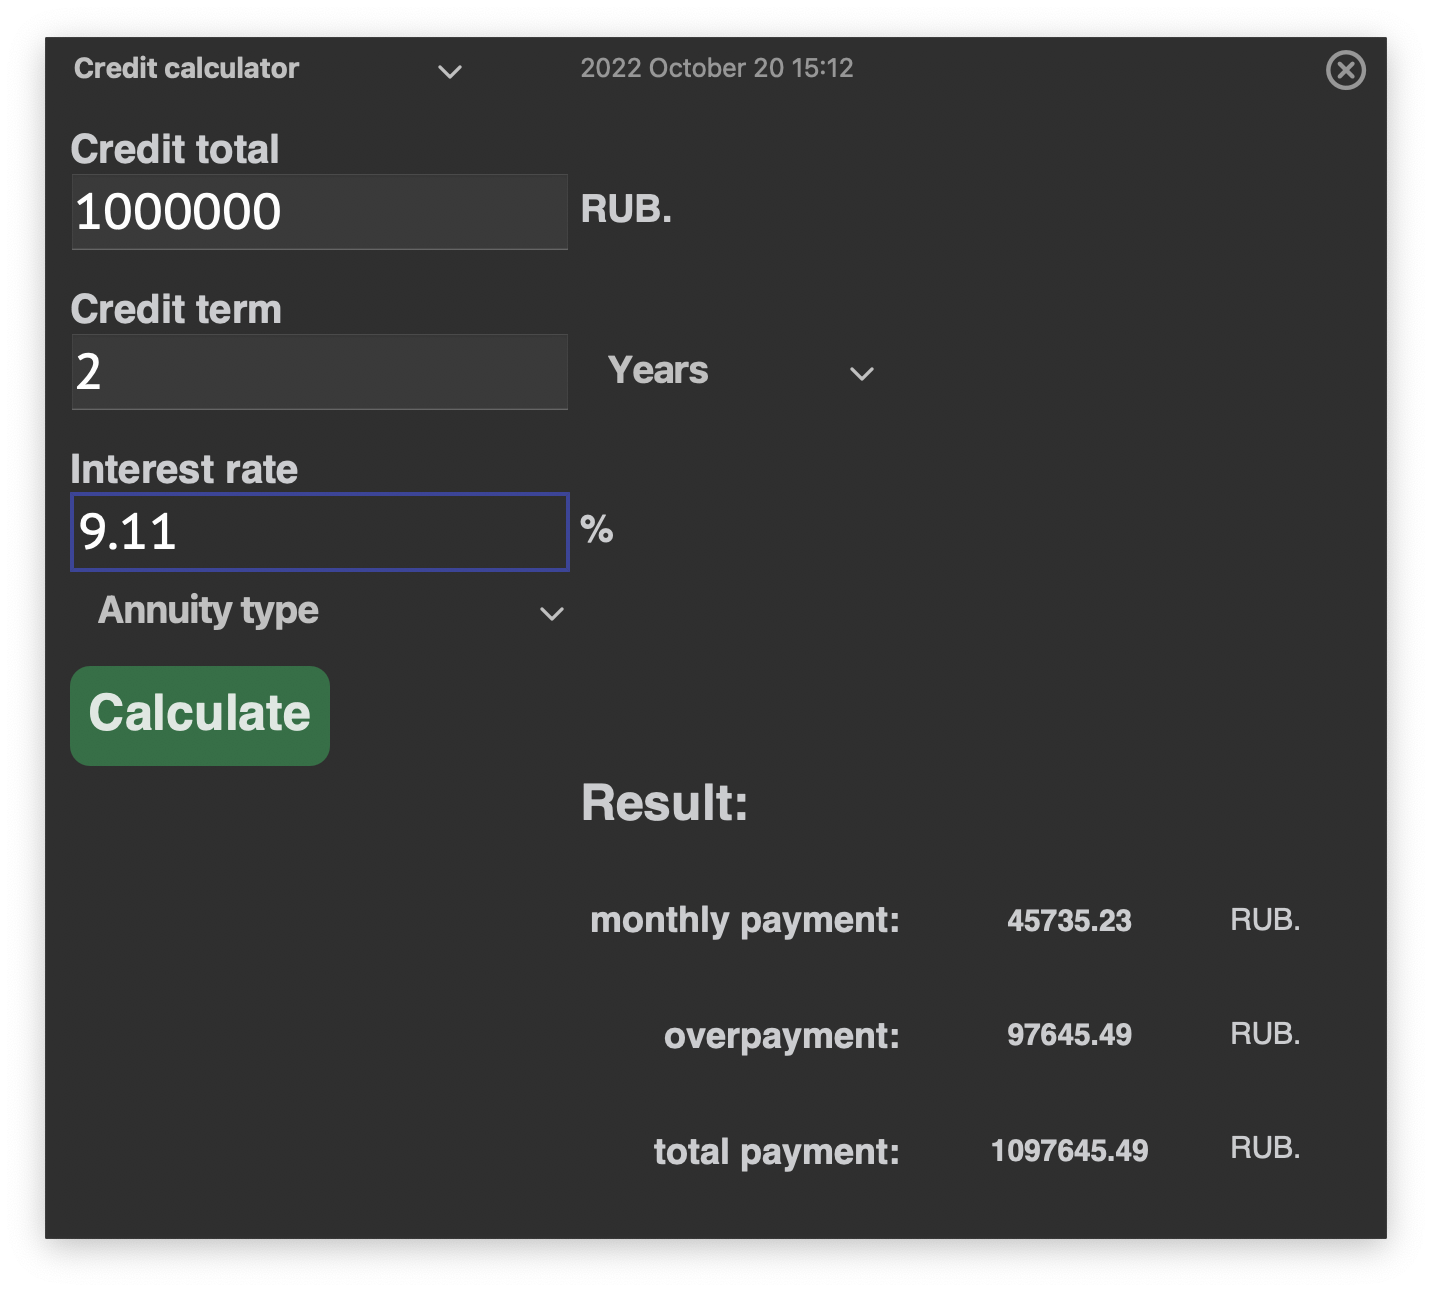 Credit calculator 2022 October 20 15:12
Credit total
1000000 RUB.
Credit term
2 Years
Interest rate
9.11 %
Annuity type
Calculate
Result:
monthly payment: 45735.23 RUB.
overpayment: 97645.49 RUB.
total payment: 1097645.49 RUB.